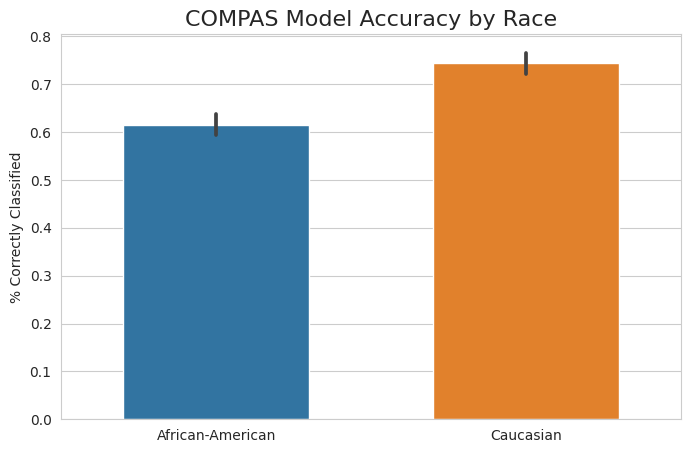 COMPAS Model Accuracy by Race
% Correctly Classified
0.8
0.7
0.6
0.5
0.4
0.3
0.2
0.1
0.0
African-American
Caucasian